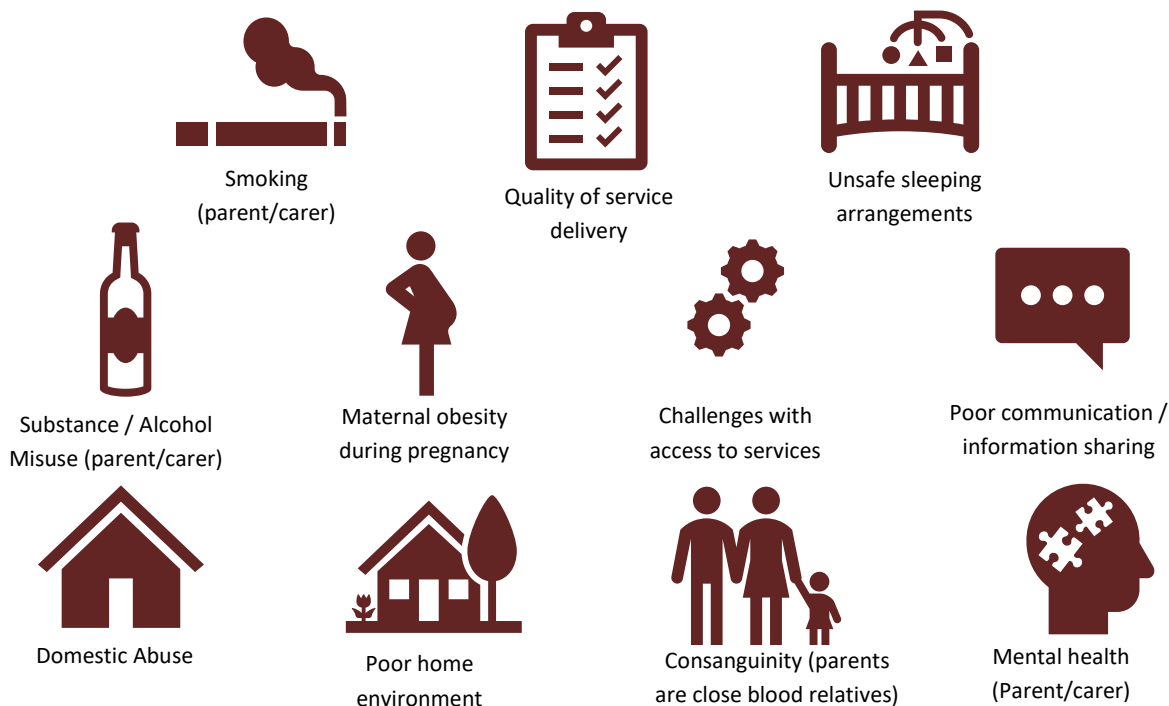 Smoking
(parent/carer)
Quality of service
delivery
Unsafe sleeping
arrangements
Substance / Alcohol
Misuse (parent/carer)
Maternal obesity
during pregnancy
Challenges with
access to services
Poor communication /
information sharing
Domestic Abuse
Poor home
environment
Consanguinity (parents
are close blood relatives)
Mental health
(Parent/carer)